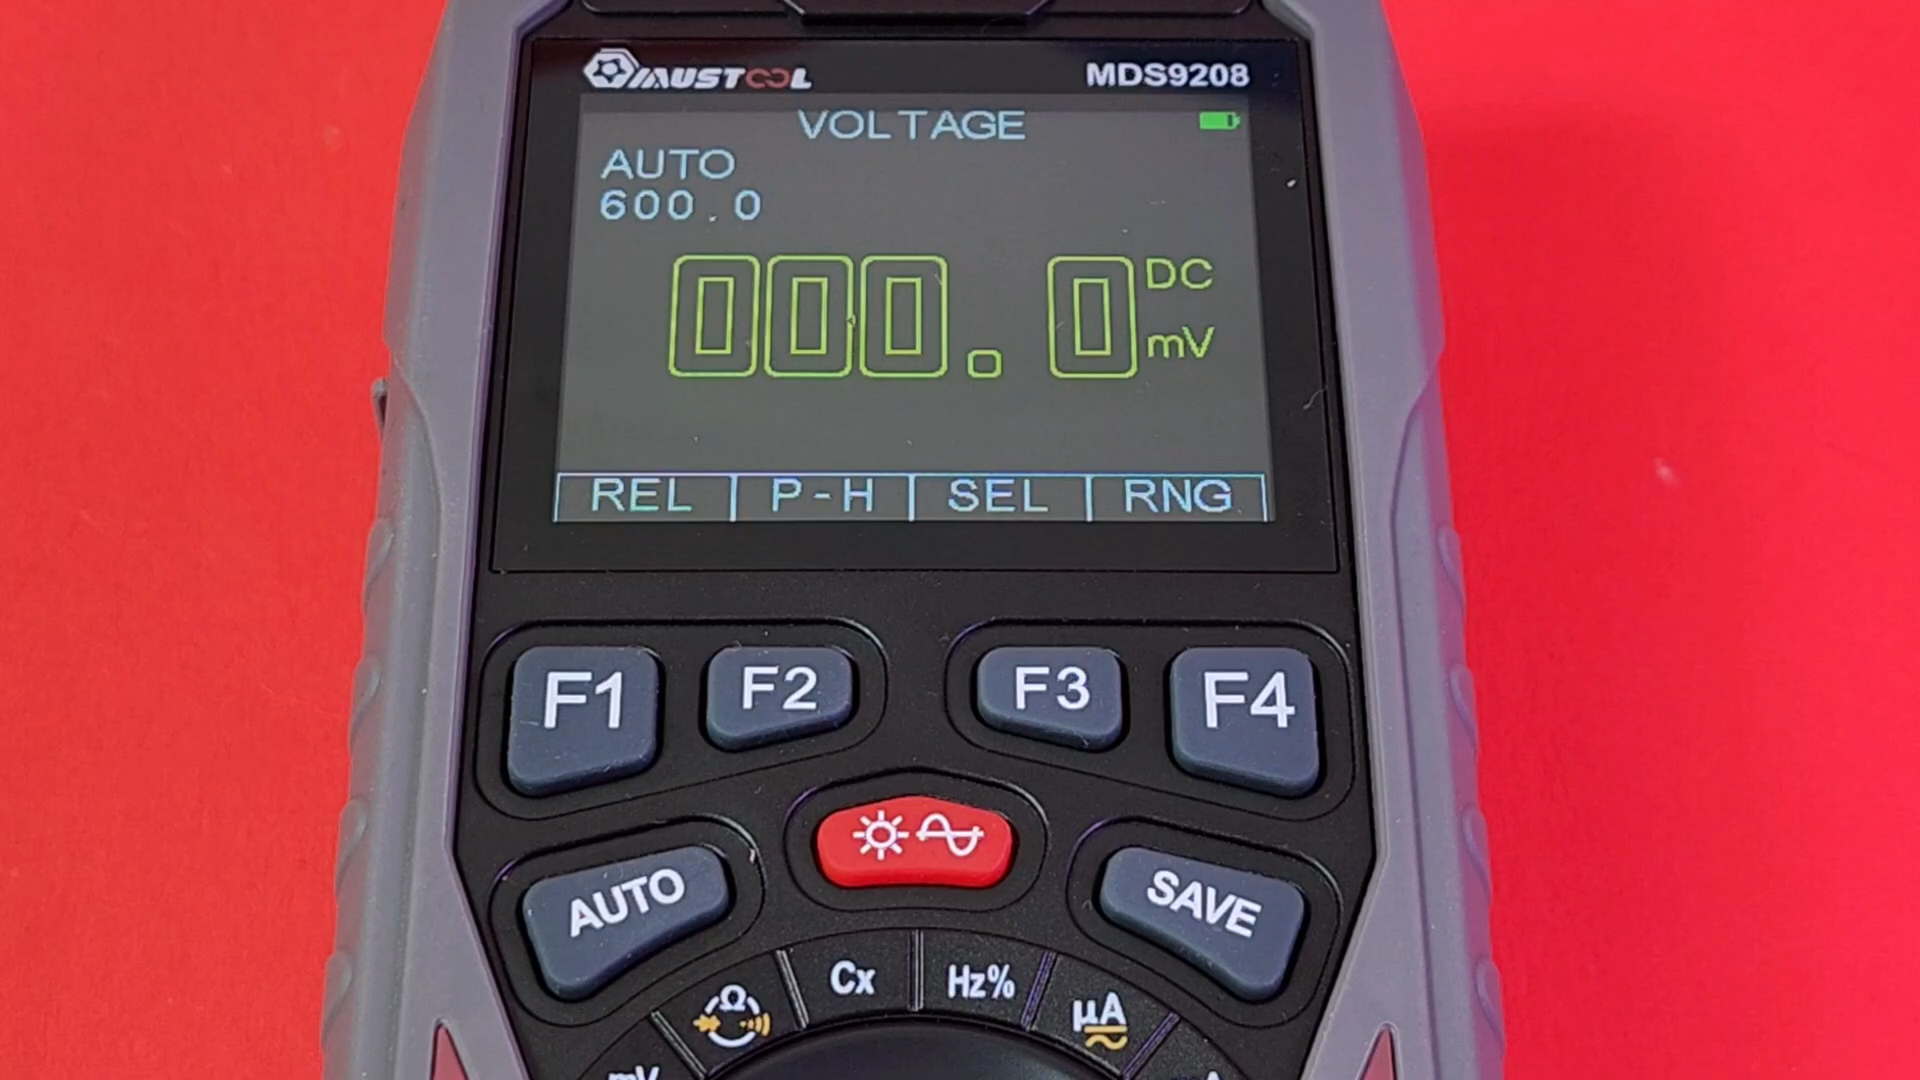 MUSTOOL MDS9208
VOLTAGE
AUTO
600.0
000.0 DC
mV
REL P-H SEL RNG
F1 F2 F3 F4
AUTO SAVE
Ω Cx Hz% µA
mV